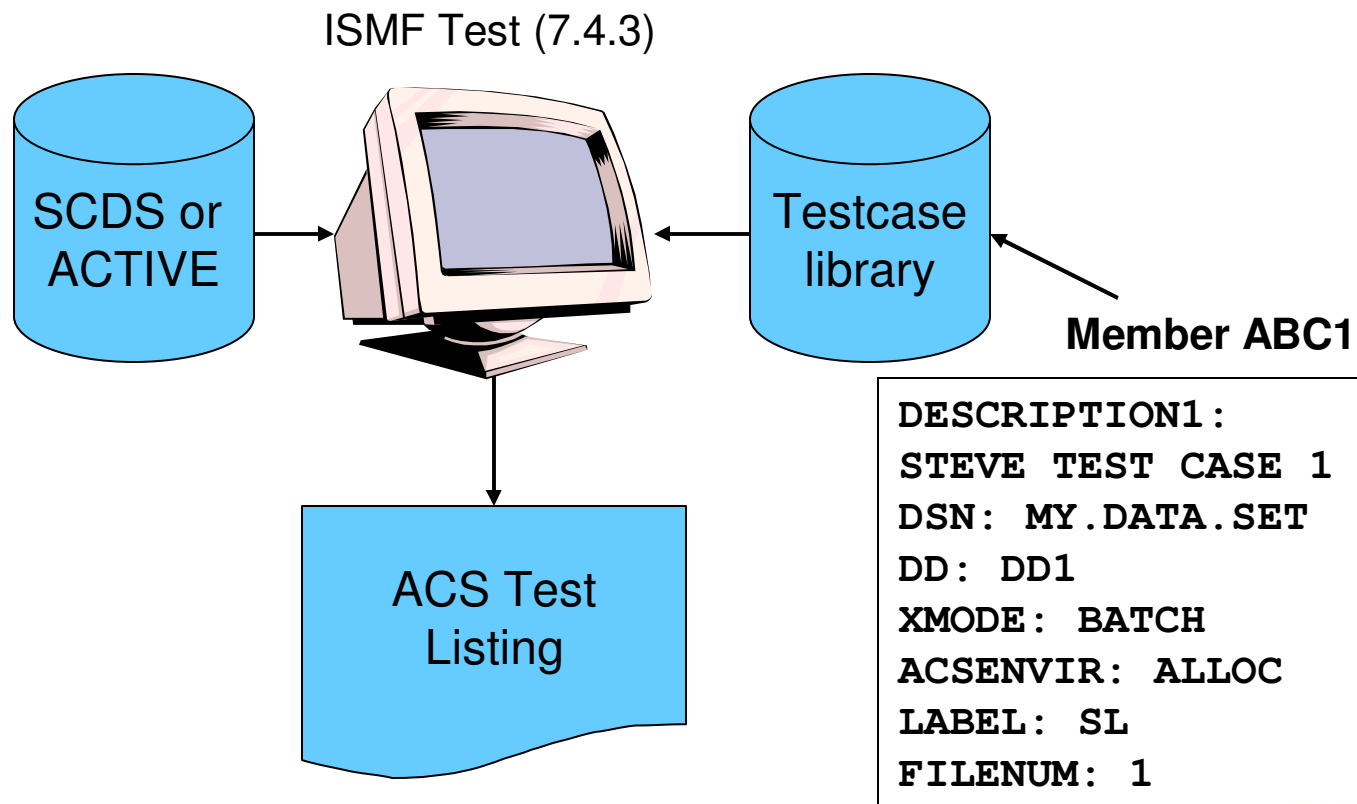 ISMF Test (7.4.3)
SCDS or
ACTIVE
Testcase
library
Member ABC1
ACS Test
Listing
DESCRIPTION1:
STEVE TEST CASE 1
DSN: MY.DATA.SET
DD: DD1
XMODE: BATCH
ACSENVIR: ALLOC
LABEL: SL
FILENUM: 1